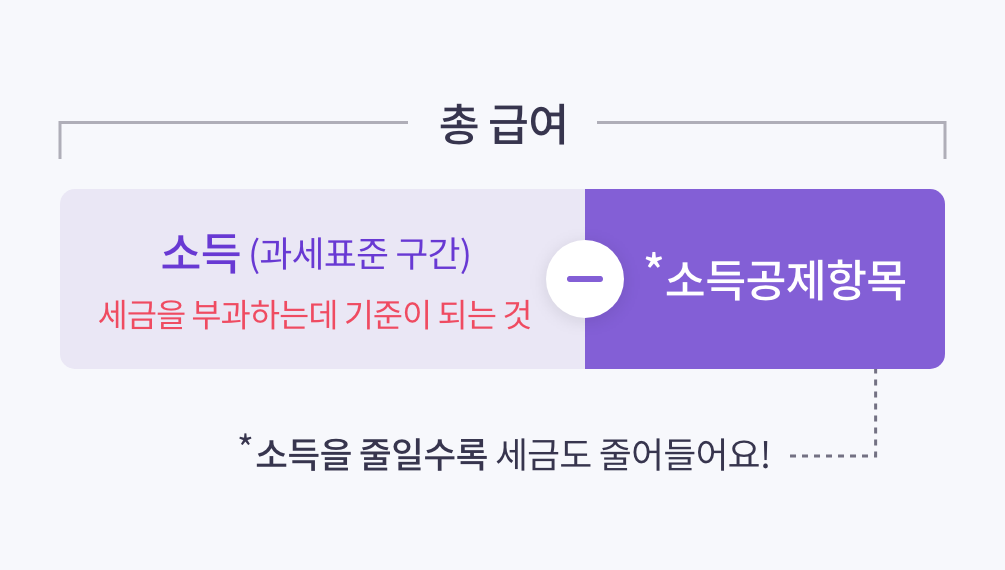 총 급여
소득 (과세표준 구간)
세금을 부과하는데 기준이 되는 것
*소득공제항목
*소득을 줄일수록 세금도 줄어들어요!